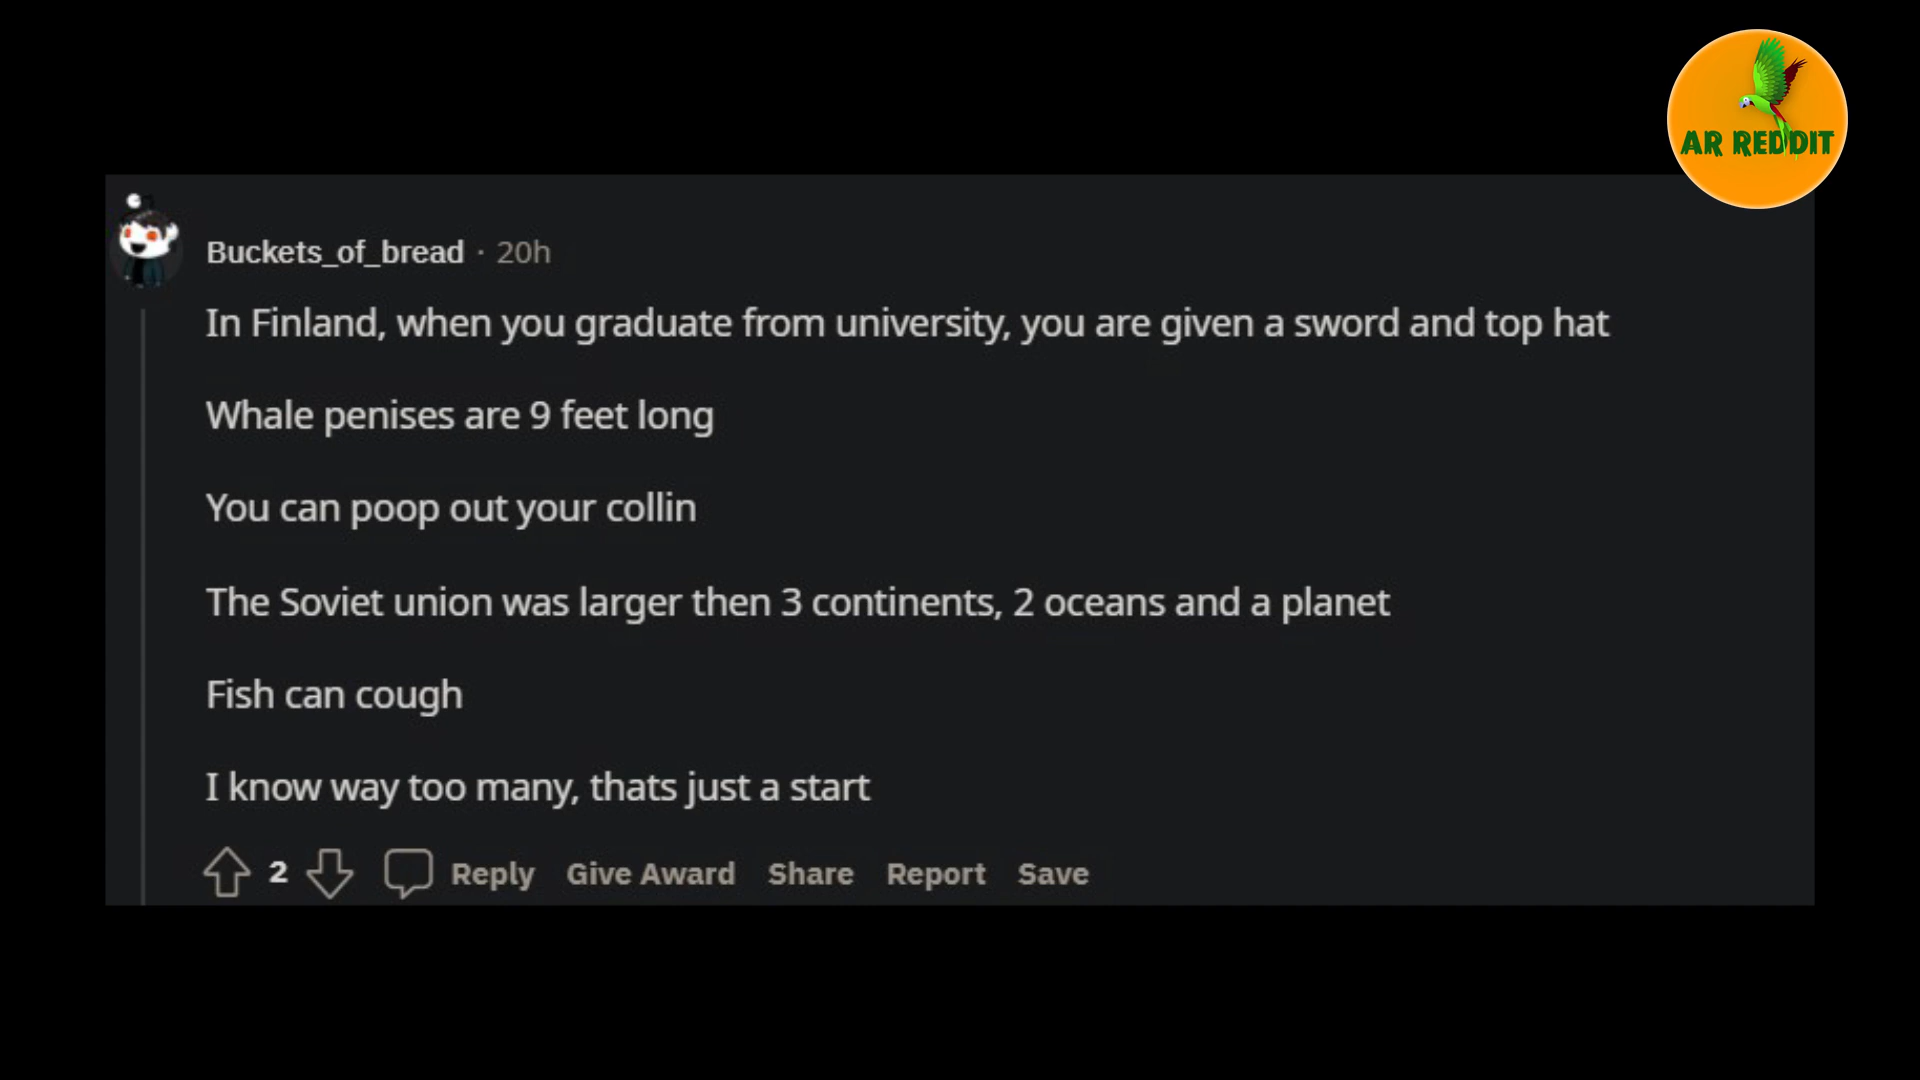 AR REDDIT
Buckets_of_bread · 20h
In Finland, when you graduate from university, you are given a sword and top hat
Whale penises are 9 feet long
You can poop out your collin
The Soviet union was larger then 3 continents, 2 oceans and a planet
Fish can cough
I know way too many, thats just a start
2 Reply Give Award Share Report Save